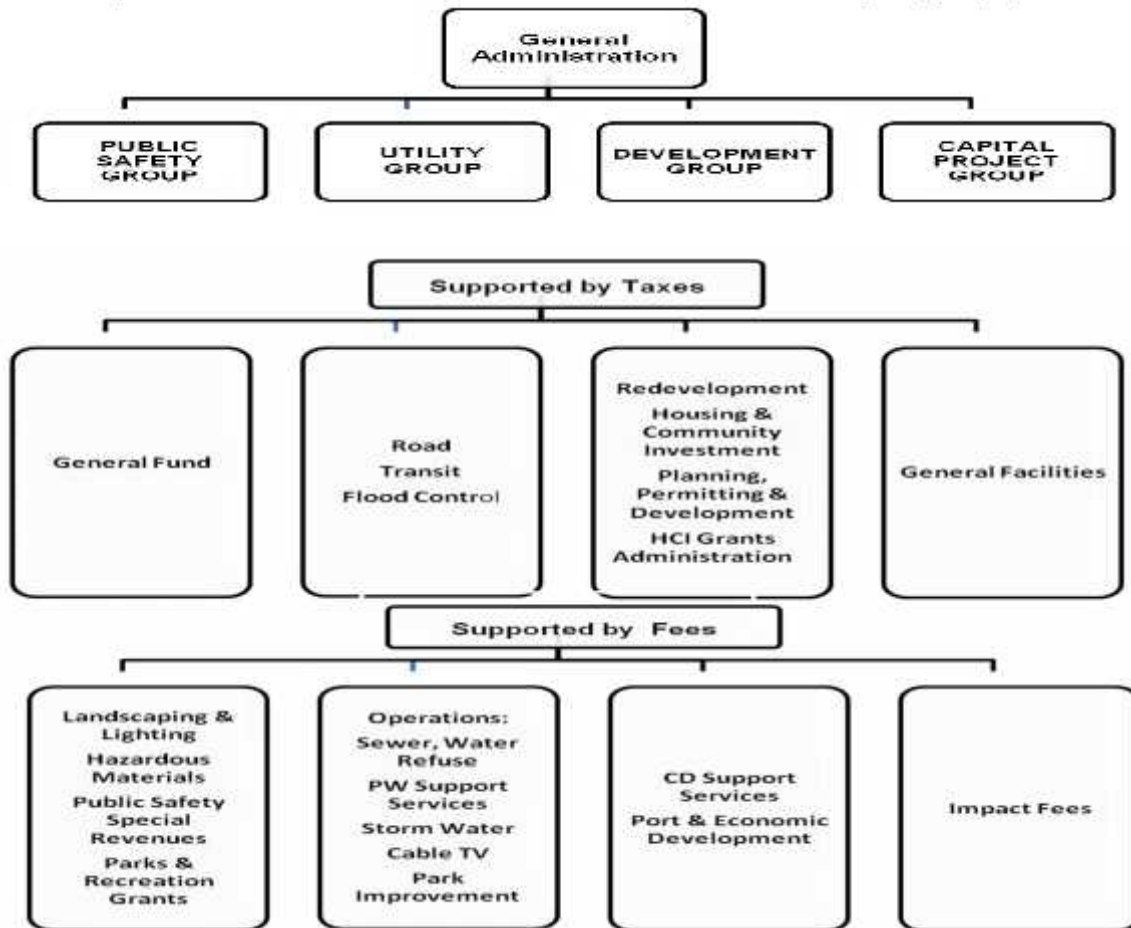 General
Administration
PUBLIC
SAFETY
GROUP
UTILITY
GROUP
DEVELOPMENT
GROUP
CAPITAL
PROJECT
GROUP
Supported by Taxes
General Fund
Road
Transit
Flood Control
Redevelopment
Housing &
Community
Investment
Planning,
Permitting &
Development
HCI Grants
Administration
General Facilities
Supported by Fees
Landscaping &
Lighting
Hazardous
Materials
Public Safety
Special
Revenues
Parks &
Recreation
Grants
Operations:
Sewer, Water
Refuse
PW Support
Services
Storm Water
Cable TV
Park
Improvement
CD Support
Services
Port & Economic
Development
Impact Fees